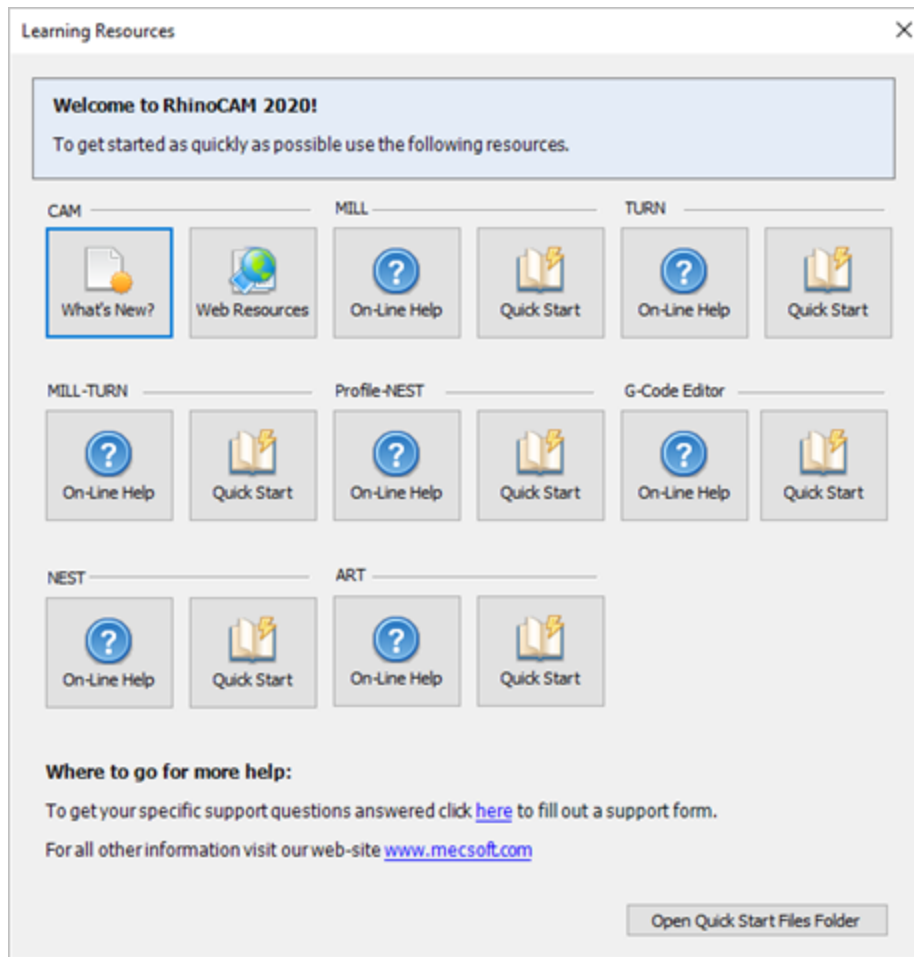 Learning Resources
Welcome to RhinoCAM 2020!
To get started as quickly as possible use the following resources.
CAM
MILL
TURN
What's New?
Web Resources
On-Line Help
Quick Start
On-Line Help
Quick Start
MILL-TURN
Profile-NEST
G-Code Editor
On-Line Help
Quick Start
On-Line Help
Quick Start
On-Line Help
Quick Start
NEST
ART
On-Line Help
Quick Start
On-Line Help
Quick Start
Where to go for more help:
To get your specific support questions answered click here to fill out a support form.
For all other information visit our web-site www.mecsoft.com
Open Quick Start Files Folder